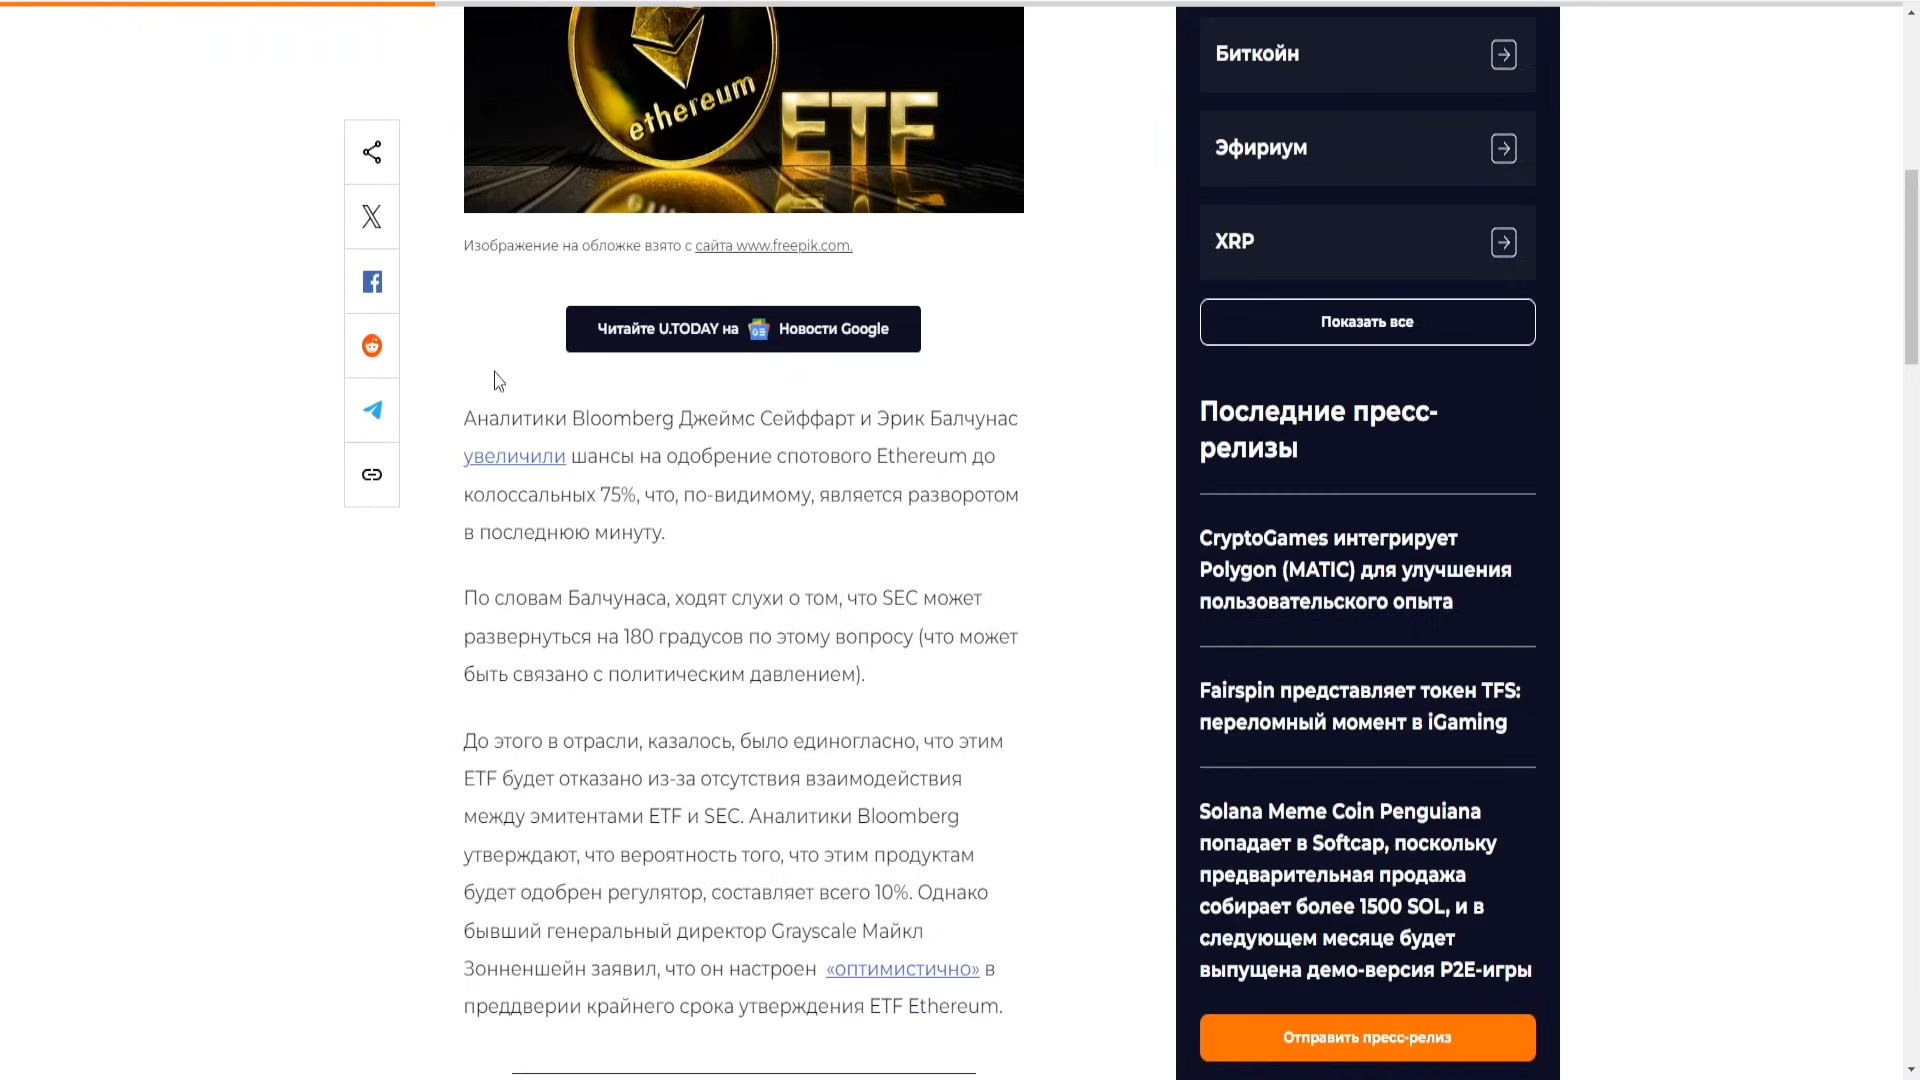 ethereum
ETF
Изображение на обложке взято с сайта www.freepik.com.
Читайте U.TODAY на Новости Google
Аналитики Bloomberg Джеймс Сейффарт и Эрик Балчунас
увеличили шансы на одобрение спотового Ethereum до
колоссальных 75%, что, по-видимому, является разворотом
в последнюю минуту.
По словам Балчунаса, ходят слухи о том, что SEC может
развернуться на 180 градусов по этому вопросу (что может
быть связано с политическим давлением).
До этого в отрасли, казалось, было единогласно, что этим
ETF будет отказано из-за отсутствия взаимодействия
между эмитентами ETF и SEC. Аналитики Bloomberg
утверждают, что вероятность того, что этим продуктам
будет одобрен регулятор, составляет всего 10%. Однако
бывший генеральный директор Grayscale Майкл
Зонненшейн заявил, что он настроен «оптимистично» в
преддверии крайнего срока утверждения ETF Ethereum.
Биткойн
Эфириум
XRP
Показать все
Последние пресс-
релизы
CryptoGames интегрирует
Polygon (MATIC) для улучшения
пользовательского опыта
Fairspin представляет токен TFS:
переломный момент в iGaming
Solana Meme Coin Penguiana
попадает в Softcap, поскольку
предварительная продажа
собирает более 1500 SOL, и в
следующем месяце будет
выпущена демо-версия P2E-игры
Отправить пресс-релиз